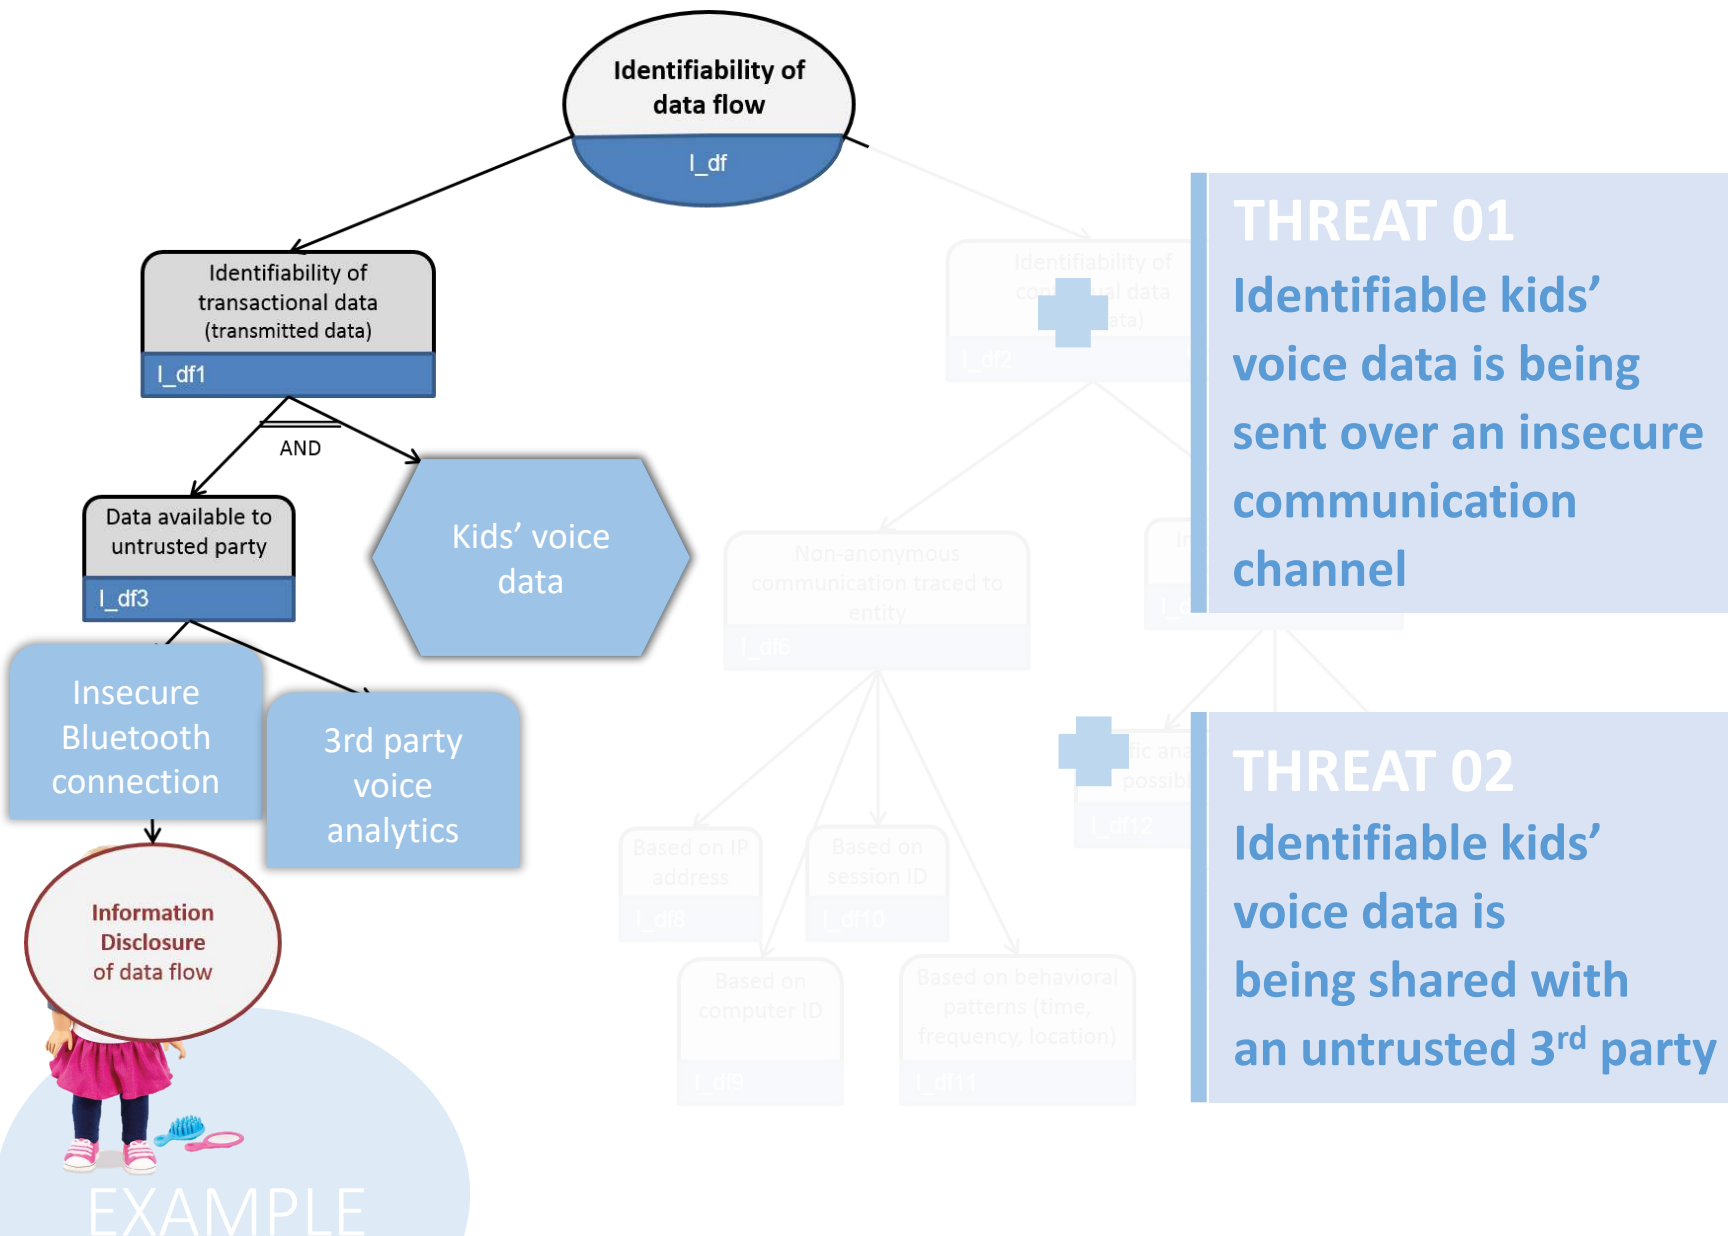 Identifiability of
data flow
I_df
Identifiability of
transactional data
(transmitted data)
I_df1
AND
Data available to
untrusted party
I_df3
Kids’ voice
data
Insecure
Bluetooth
connection
3rd party
voice
analytics
Information
Disclosure
of data flow
EXAMPLE
Identifiability of
data
I_df2
Non-anonymous
communication traced to
entity
I_df6
Based on IP
address
I_df8
Based on
session ID
I_df10
Based on
computer ID
I_df9
Based on behavioral
patterns (time,
frequency, location)
I_df11
I_df12
THREAT 01
Identifiable kids’
voice data is being
sent over an insecure
communication
channel
THREAT 02
Identifiable kids’
voice data is
being shared with
an untrusted 3rd party